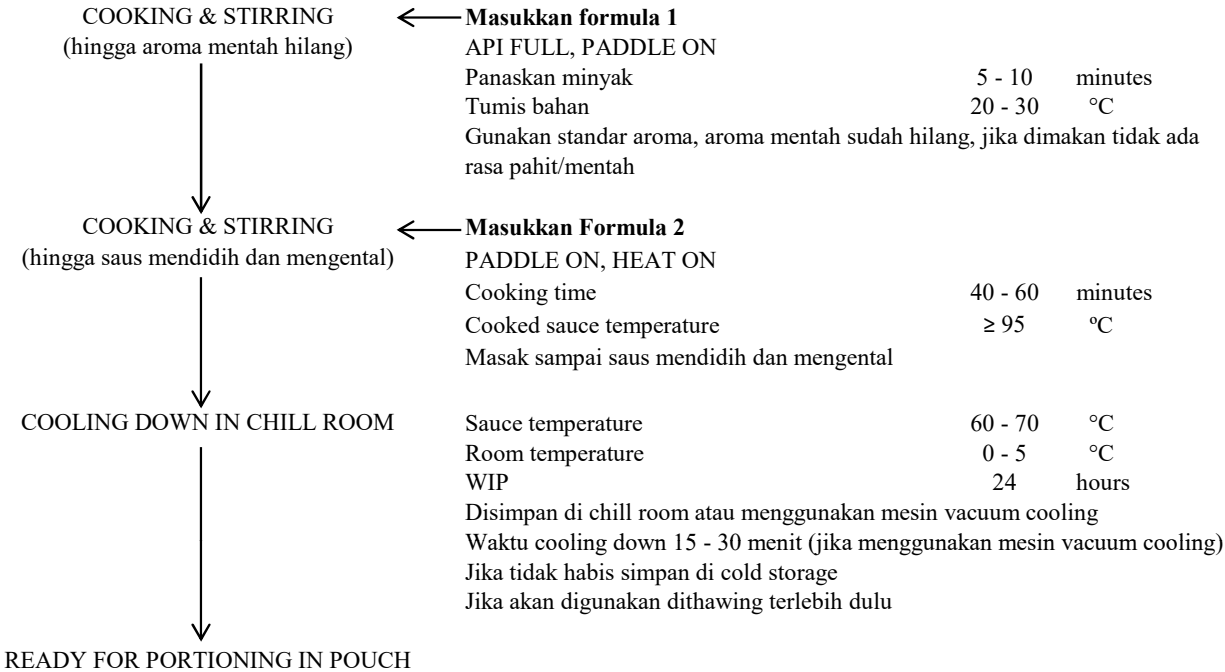 COOKING & STIRRING
(hingga aroma mentah hilang)
Masukkan formula 1
API FULL, PADDLE ON
Panaskan minyak 5 - 10 minutes
Tumis bahan 20 - 30 °C
Gunakan standar aroma, aroma mentah sudah hilang, jika dimakan tidak ada
rasa pahit/mentah
COOKING & STIRRING
(hingga saus mendidih dan mengental)
Masukkan Formula 2
PADDLE ON, HEAT ON
Cooking time 40 - 60 minutes
Cooked sauce temperature ≥ 95 ºC
Masak sampai saus mendidih dan mengental
COOLING DOWN IN CHILL ROOM
Sauce temperature 60 - 70 °C
Room temperature 0 - 5 °C
WIP 24 hours
Disimpan di chill room atau menggunakan mesin vacuum cooling
Waktu cooling down 15 - 30 menit (jika menggunakan mesin vacuum cooling)
Jika tidak habis simpan di cold storage
Jika akan digunakan dithawing terlebih dulu
READY FOR PORTIONING IN POUCH